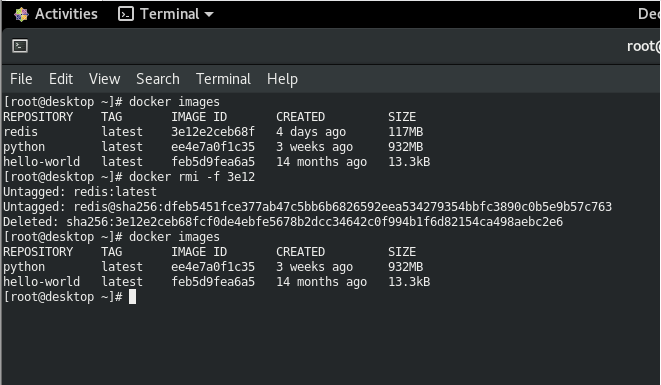 Activities Terminal Dec
root@
File Edit View Search Terminal Help
[root@desktop ~]# docker images
REPOSITORY TAG IMAGE ID CREATED SIZE
redis latest 3e12e2ceb68f 4 days ago 117MB
python latest ee4e7a0f1c35 3 weeks ago 932MB
hello-world latest feb5d9fea6a5 14 months ago 13.3kB
[root@desktop ~]# docker rmi -f 3e12
Untagged: redis:latest
Untagged: redis@sha256:dfeb5451fce377ab47c5bb6b6826592eea534279354bbfc3890c0b5e9b57c763
Deleted: sha256:3e12e2ceb68fcf0de4ebfe5678b2dcc34642c0f994b1f6d82154ca498aebc2e6
[root@desktop ~]# docker images
REPOSITORY TAG IMAGE ID CREATED SIZE
python latest ee4e7a0f1c35 3 weeks ago 932MB
hello-world latest feb5d9fea6a5 14 months ago 13.3kB
[root@desktop ~]#